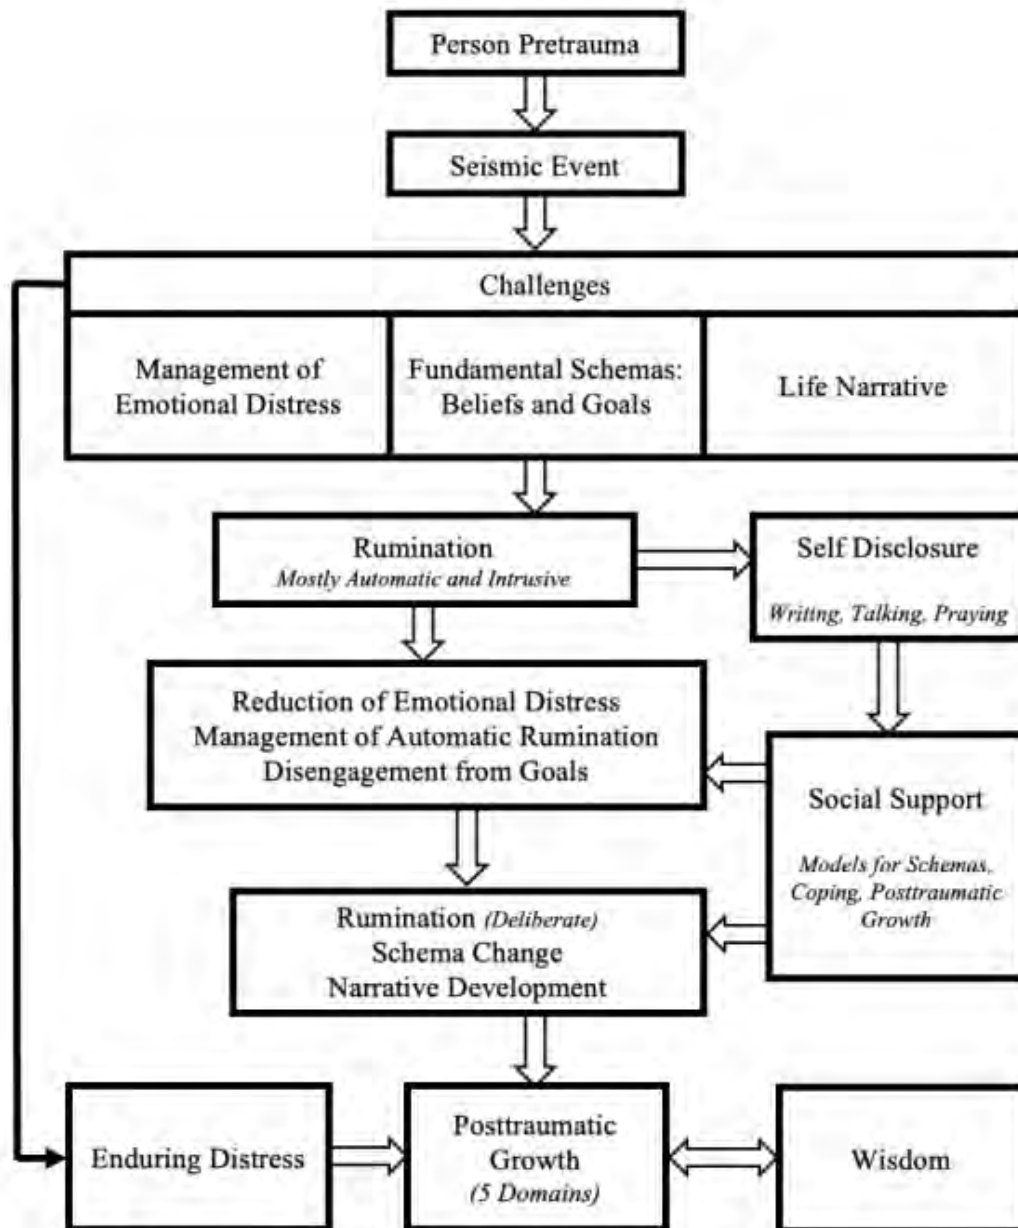 Person Pretrauma
Seismic Event
Challenges
Management of
Emotional Distress
Fundamental Schemas:
Beliefs and Goals
Life Narrative
Rumination
Mostly Automatic and Intrusive
Self Disclosure
Writng, Talking, Praying
Reduction of Emotional Distress
Management of Automatic Rumination
Disengagement from Goals
Social Support
Models for Schemas,
Coping, Posttraumatic
Growth
Rumination (Deliberate)
Schema Change
Narrative Development
Enduring Distress
Posttraumatic
Growth
(5 Domains)
Wisdom